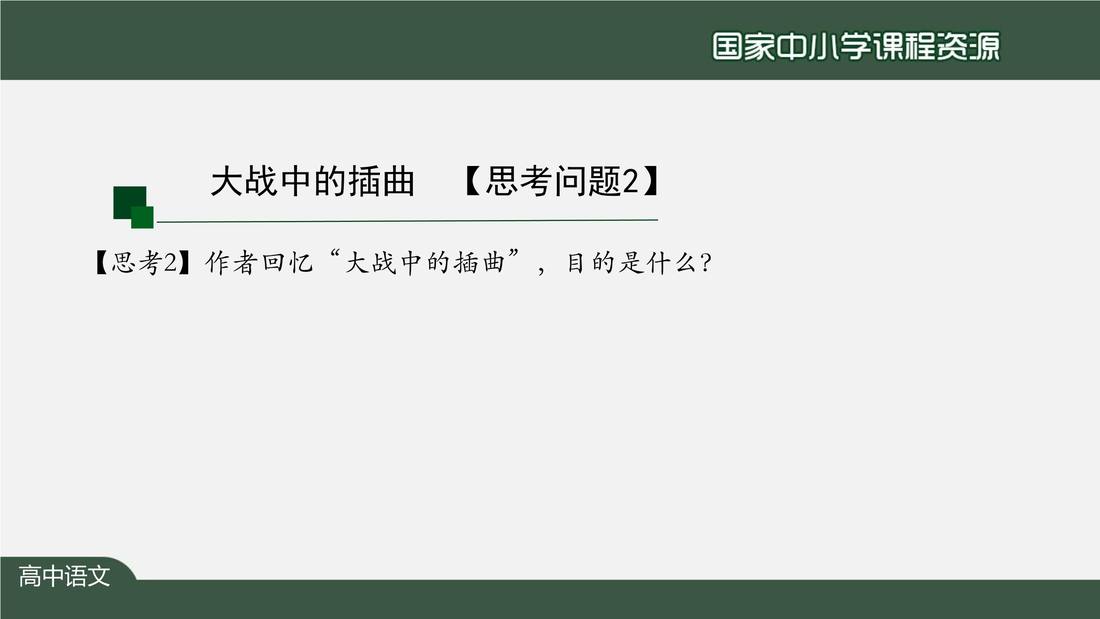 国家中小学课程资源
大战中的插曲 【思考问题2】
【思考2】作者回忆“大战中的插曲”，目的是什么？
高中语文